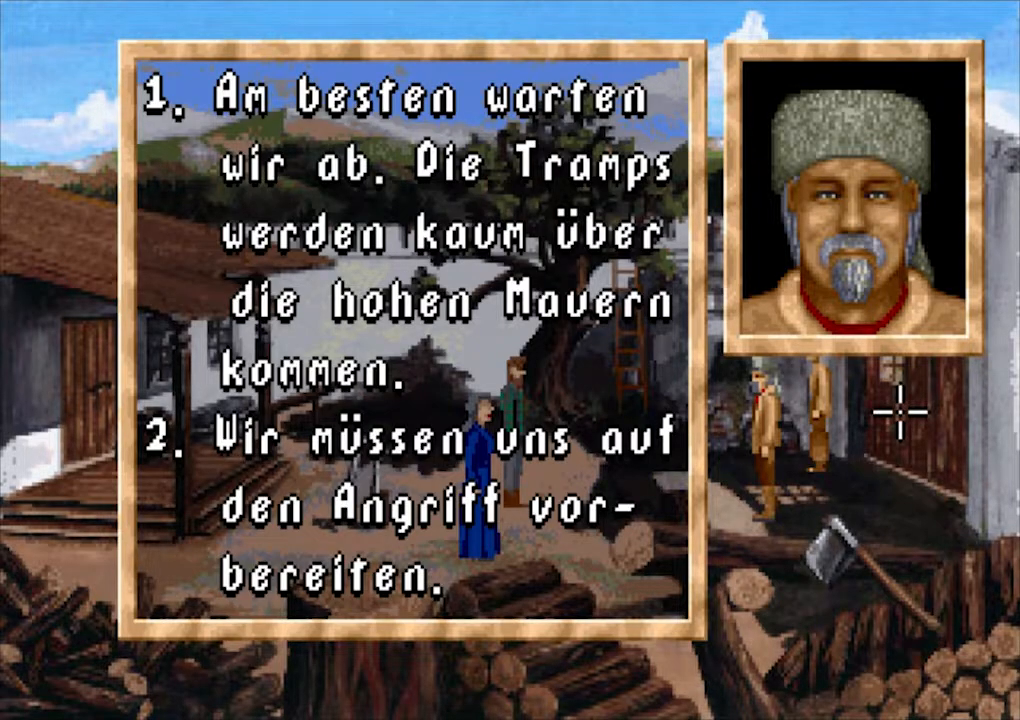 1. Am besten warten
wir ab. Die Tramps
werden kaum über
die hohen Mauern
kommen.
2. Wir müssen uns auf
den Angriff vor-
bereiten.